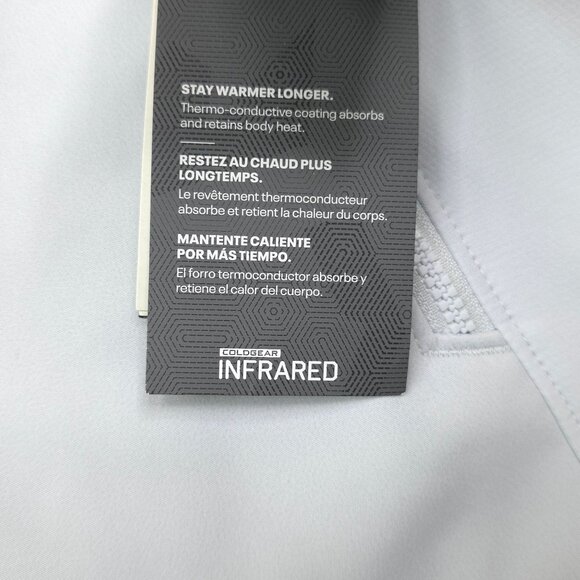 STAY WARMER LONGER.
Thermo-conductive coating absorbs
and retains body heat.
RESTEZ AU CHAUD PLUS
LONGTEMPS.
Le revêtement thermoconducteur
absorbe et retient la chaleur du corps.
MANTENTE CALIENTE
POR MÁS TIEMPO.
El forro termoconductor absorbe y
retiene el calor del cuerpo.
COLDGEAR
INFRARED